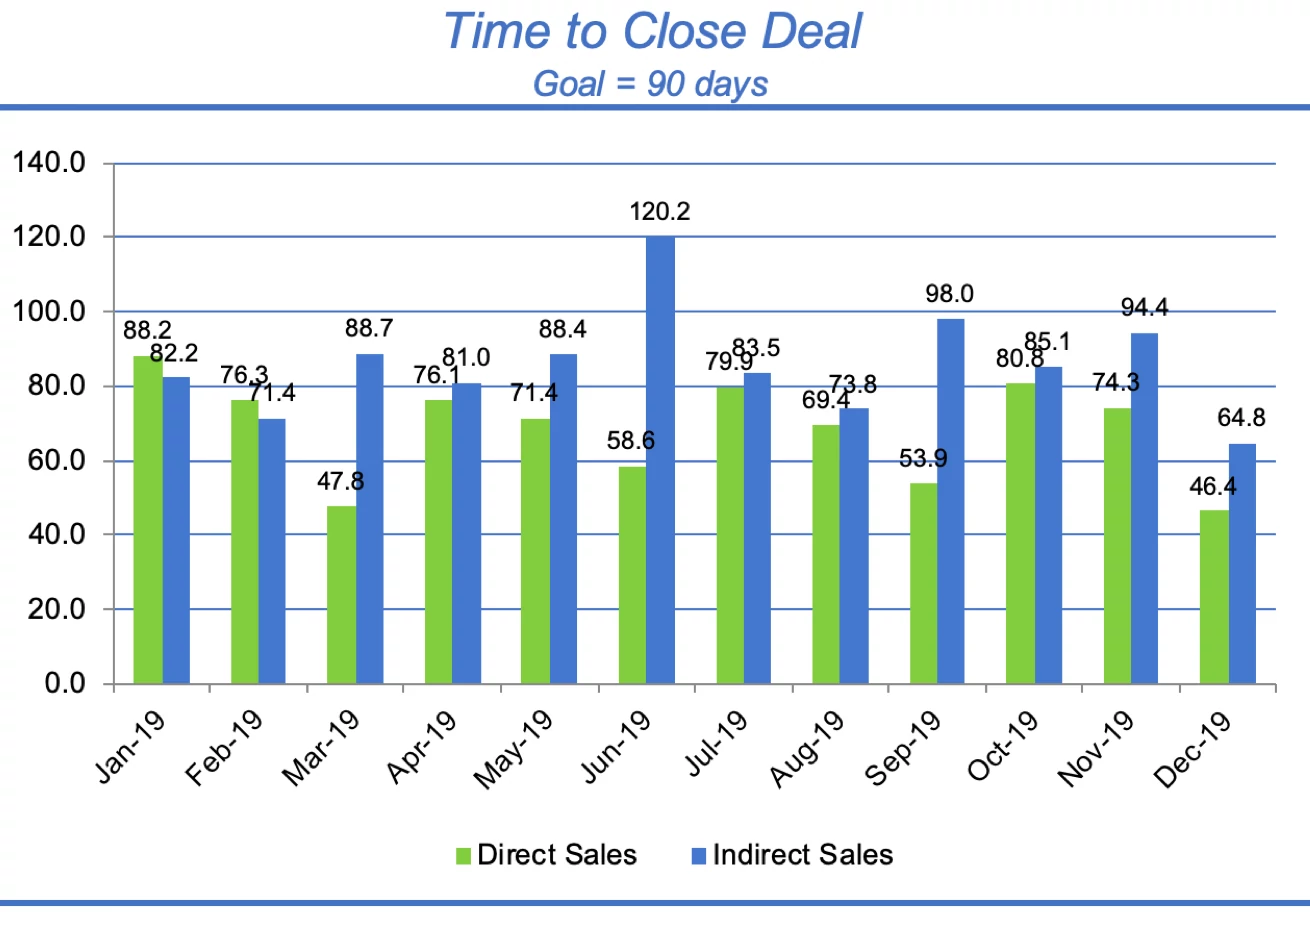 Time to Close Deal
Goal = 90 days
140.0
120.0
100.0
80.0
60.0
40.0
20.0
0.0
88.2
82.2
76.3
71.4
47.8
88.7
76.1
81.0
71.4
88.4
58.6
120.2
79.9
83.5
69.4
73.8
53.9
98.0
80.8
85.1
74.3
94.4
46.4
64.8
Jan-19
Feb-19
Mar-19
Apr-19
May-19
Jun-19
Jul-19
Aug-19
Sep-19
Oct-19
Nov-19
Dec-19
Direct Sales
Indirect Sales